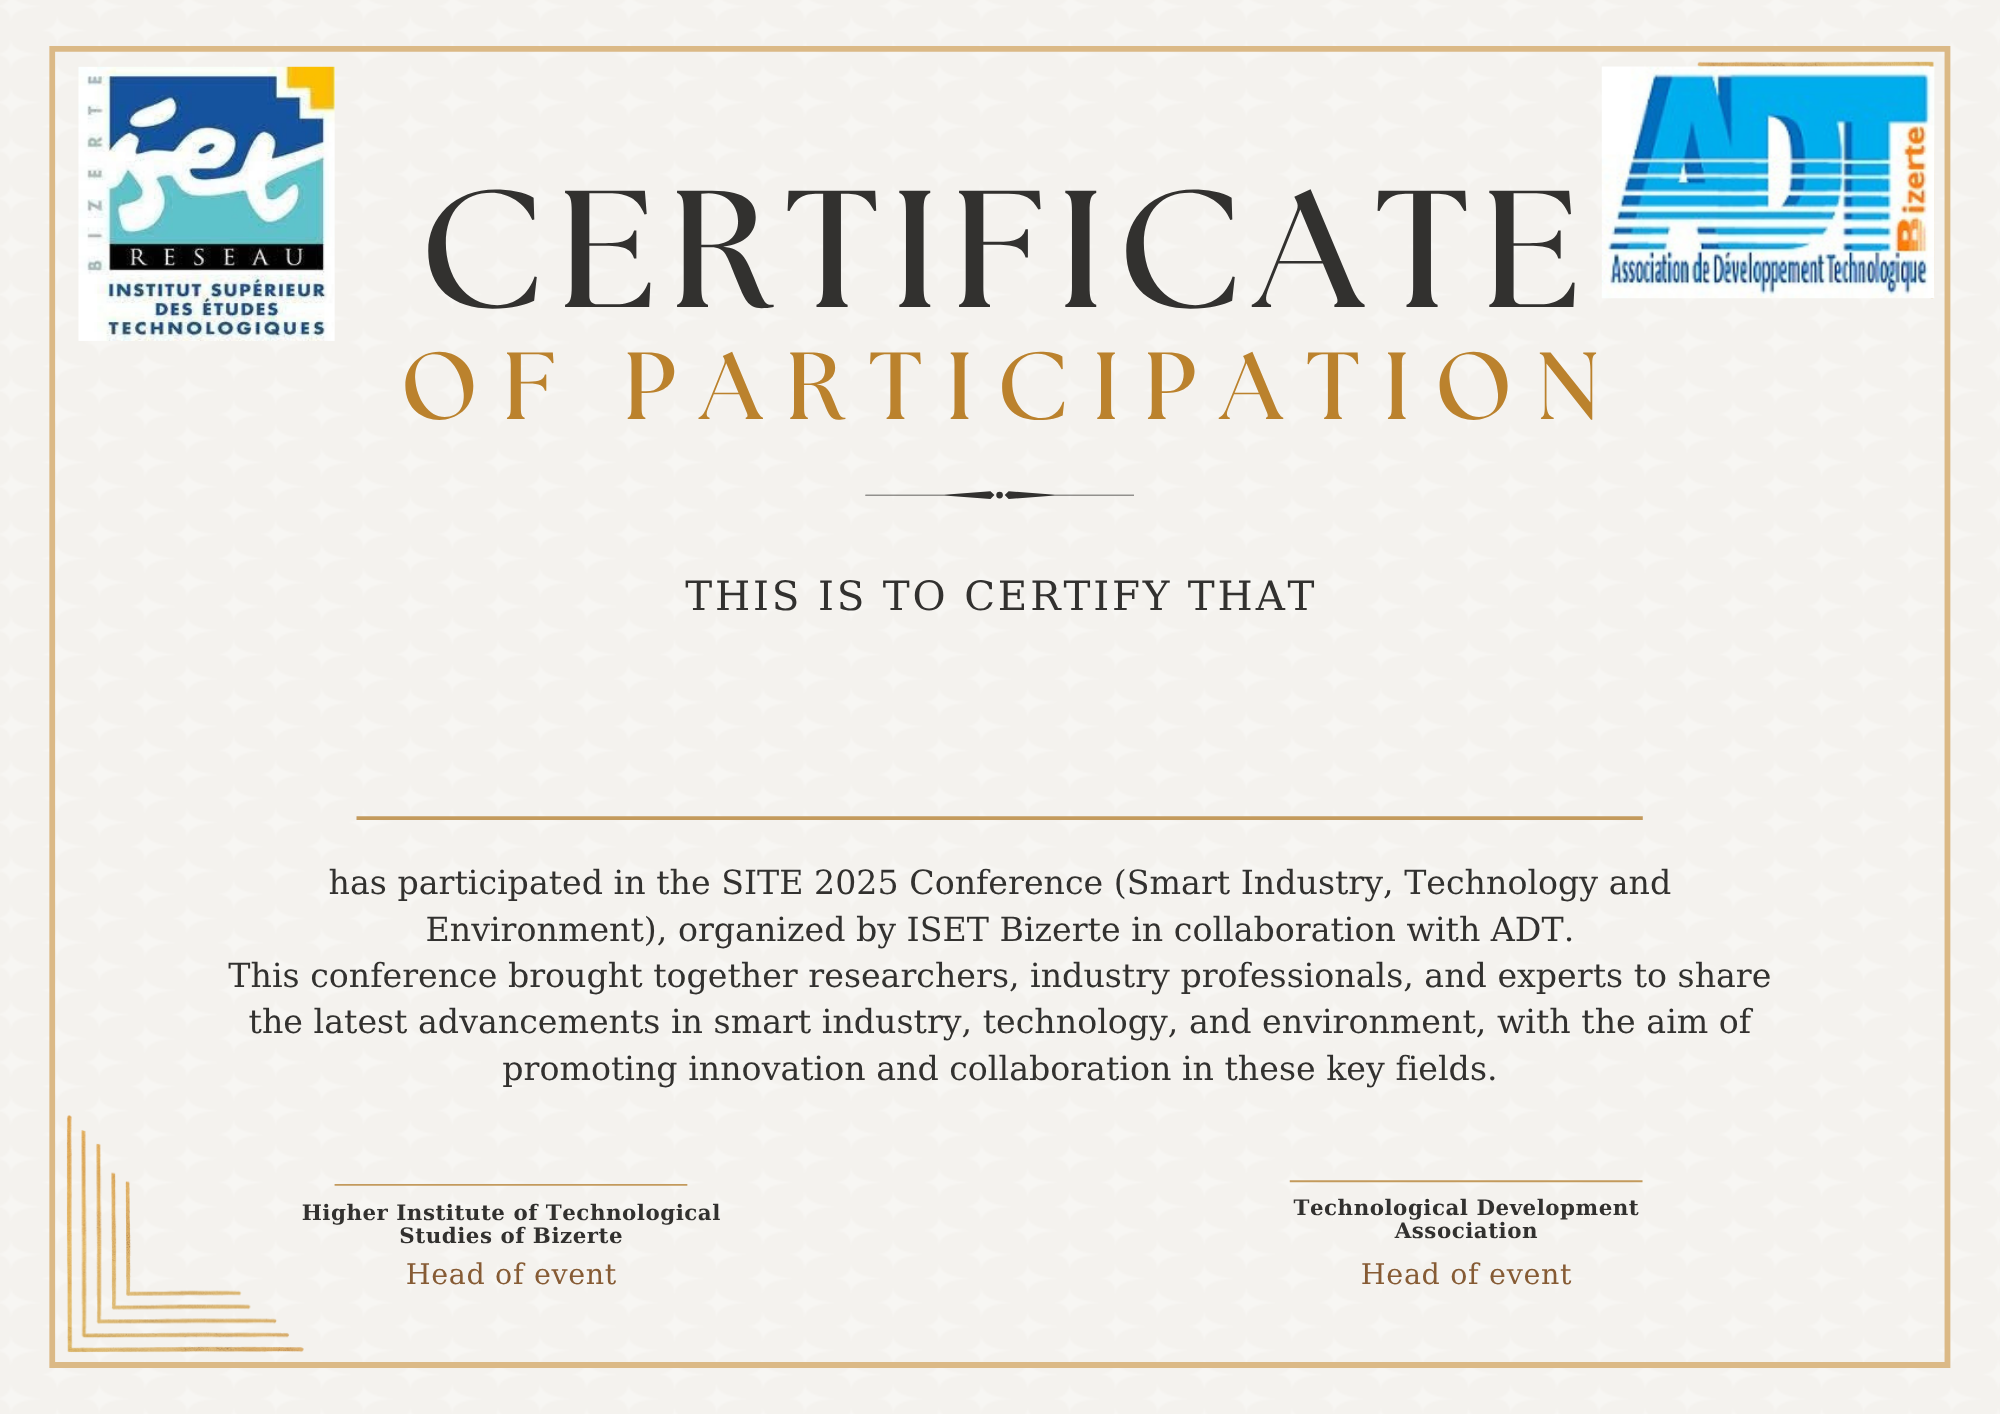 BIZERTE
iset
RESEAU
INSTITUT SUPÉRIEUR
DES ÉTUDES
TECHNOLOGIQUES
ADT
Bizerte
Association de Développement Technologique
CERTIFICATE
OF PARTICIPATION
THIS IS TO CERTIFY THAT
has participated in the SITE 2025 Conference (Smart Industry, Technology and
Environment), organized by ISET Bizerte in collaboration with ADT.
This conference brought together researchers, industry professionals, and experts to share
the latest advancements in smart industry, technology, and environment, with the aim of
promoting innovation and collaboration in these key fields.
Higher Institute of Technological
Studies of Bizerte
Head of event
Technological Development
Association
Head of event